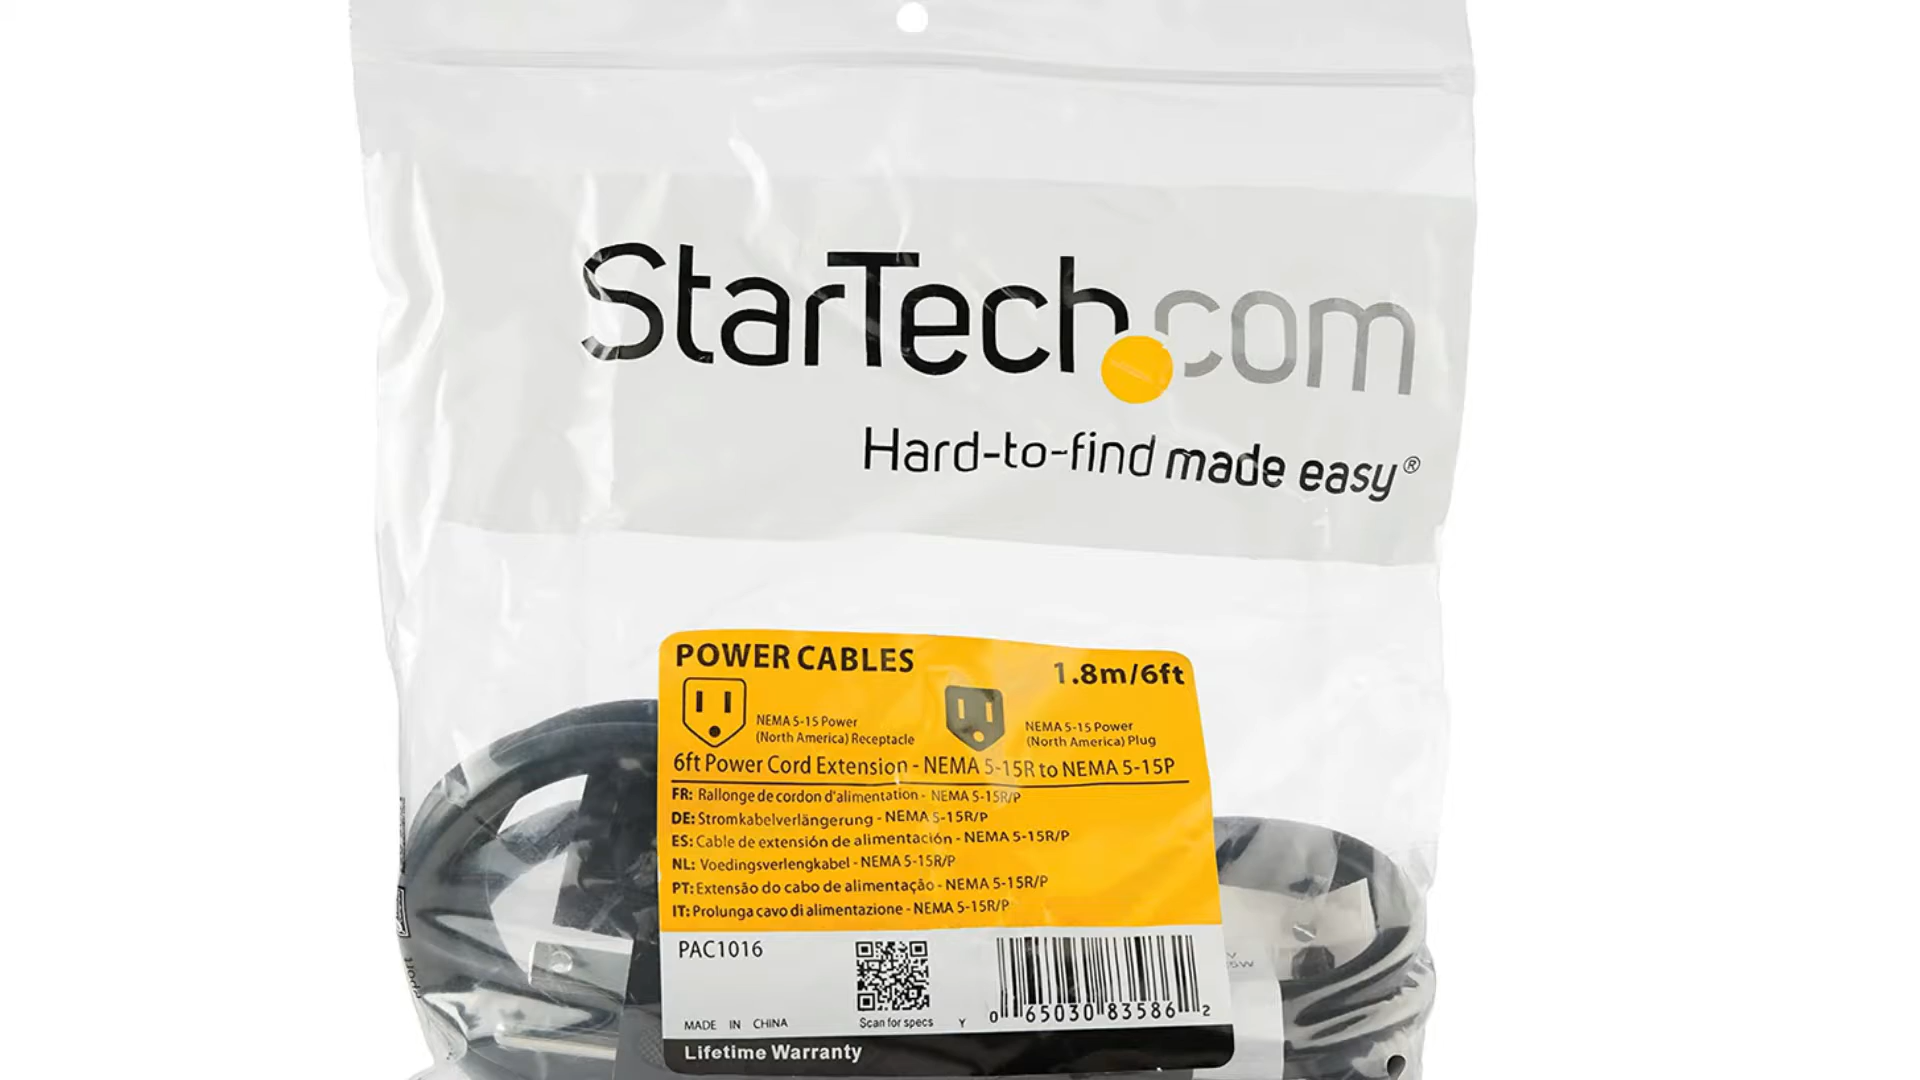 StarTech.com
Hard-to-find made easy®
POWER CABLES
1.8m/6ft
NEMA 5-15 Power
(North America) Receptacle
NEMA 5-15 Power
(North America) Plug
6ft Power Cord Extension - NEMA 5-15R to NEMA 5-15P
FR: Rallonge de cordon d'alimentation - NEMA 5-15R/P
DE: Stromkabelverlängerung - NEMA 5-15R/P
ES: Cable de extensión de alimentación - NEMA 5-15R/P
NL: Voedingsverlengkabel - NEMA 5-15R/P
PT: Extensão do cabo de alimentação - NEMA 5-15R/P
IT: Prolunga cavo di alimentazione - NEMA 5-15R/P
PAC1016
MADE IN CHINA
Scan for specs
Y
0 65030 83586 2
Lifetime Warranty